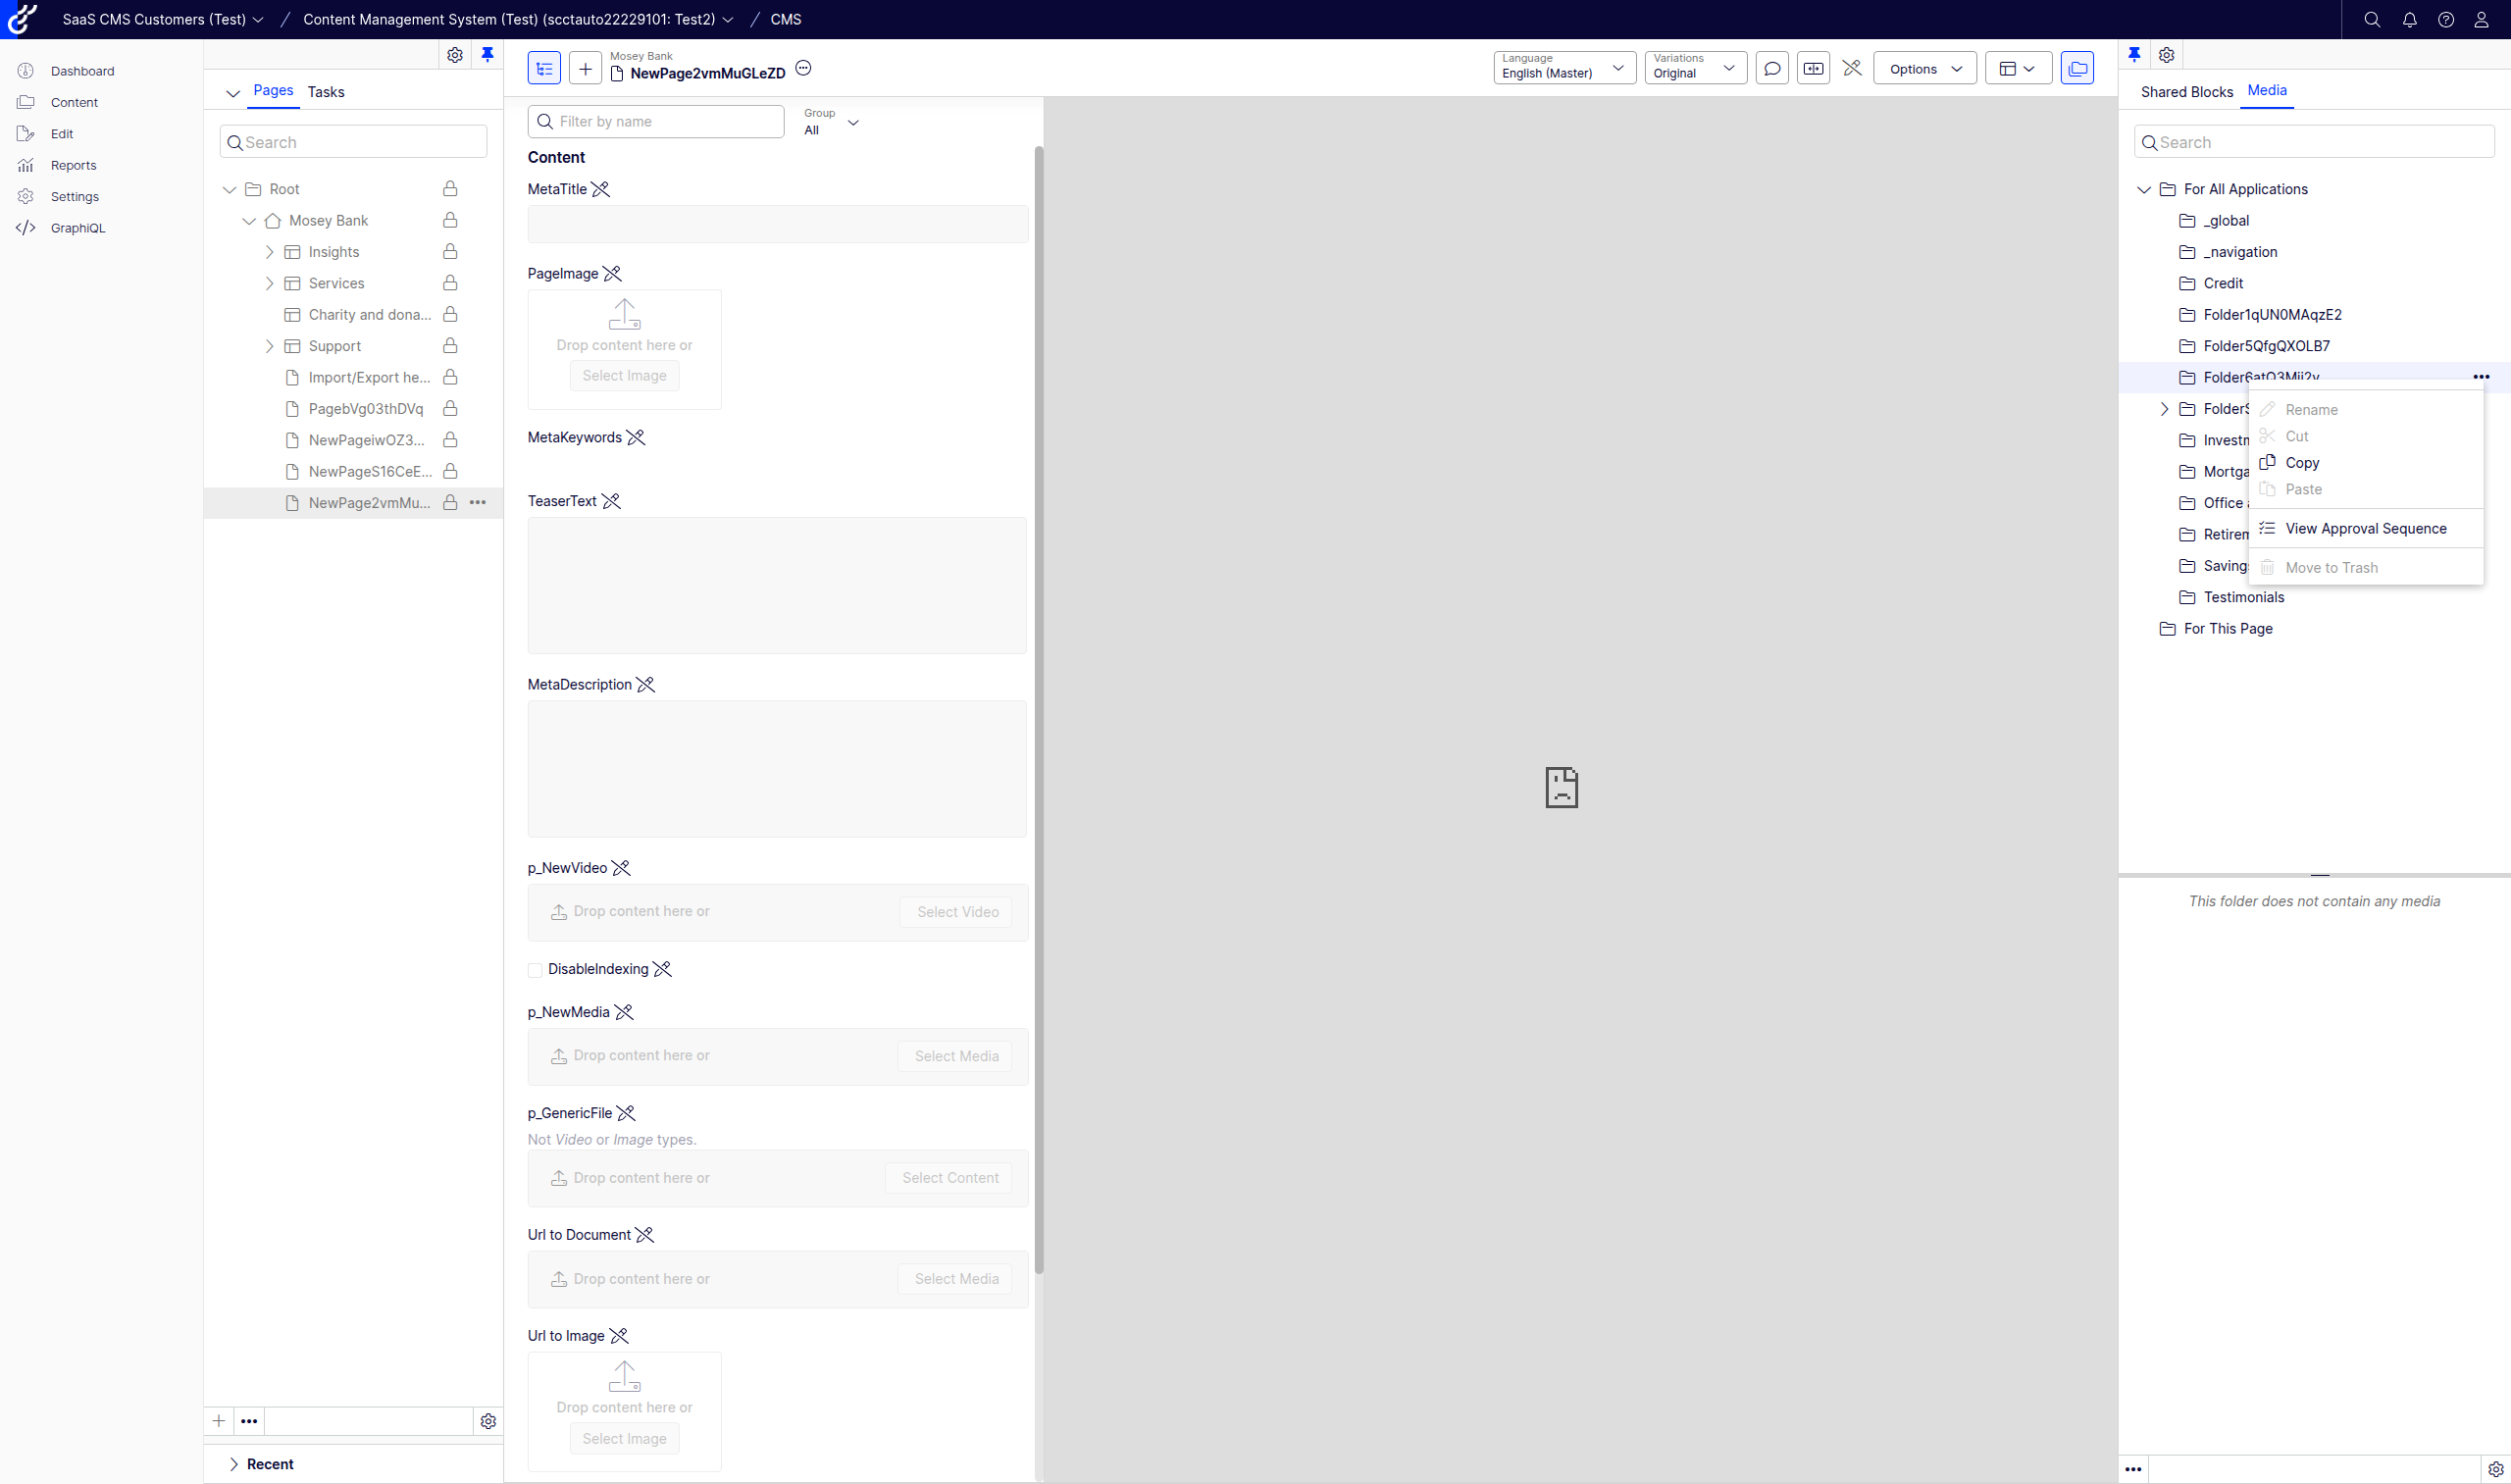 SaaS CMS Customers (Test) / Content Management System (Test) (scctauto22229101: Test2) / CMS
Dashboard
Content
Edit
Reports
Settings
GraphiQL
Pages Tasks
Search
Root
Mosey Bank
Insights
Services
Charity and dona...
Support
Import/Export he...
PagebVg03thDVq
NewPageiwOZ3...
NewPageS16CeE...
NewPage2vmMu...
Recent
Mosey Bank
NewPage2vmMuGLeZD
Language
English (Master)
Variations
Original
Options
Filter by name
Group
All
Content
MetaTitle
PageImage
Drop content here or
Select Image
MetaKeywords
TeaserText
MetaDescription
p_NewVideo
Drop content here or Select Video
DisableIndexing
p_NewMedia
Drop content here or Select Media
p_GenericFile
Not Video or Image types.
Drop content here or Select Content
Url to Document
Drop content here or Select Media
Url to Image
Drop content here or
Select Image
Shared Blocks Media
Search
For All Applications
_global
_navigation
Credit
Folder1qUN0MAqzE2
Folder5QfgQXOLB7
Folder
Investm
Mortga
Office
Retirem
Saving
Testimonials
For This Page
Rename
Cut
Copy
Paste
View Approval Sequence
Move to Trash
This folder does not contain any media